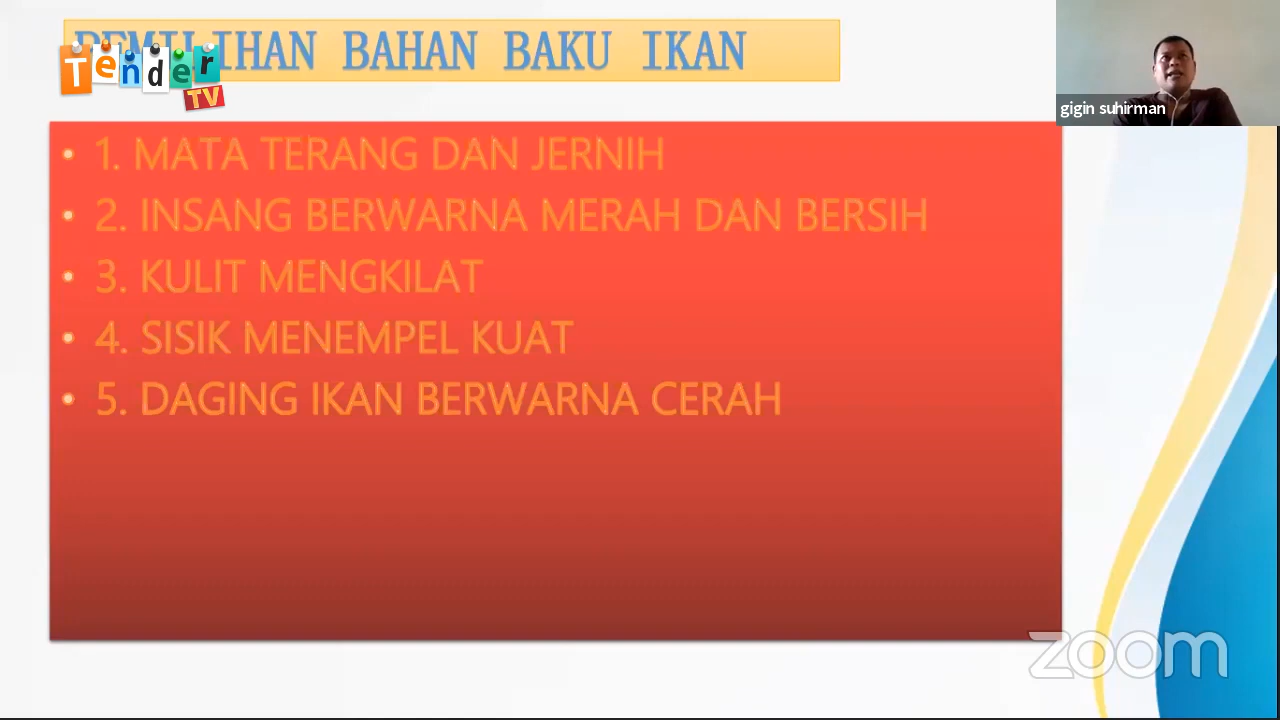 PEMILIHAN BAHAN BAKU IKAN
Tender
TV
gigin suhirman
• 1. MATA TERANG DAN JERNIH
• 2. INSANG BERWARNA MERAH DAN BERSIH
• 3. KULIT MENGKILAT
• 4. SISIK MENEMPEL KUAT
• 5. DAGING IKAN BERWARNA CERAH
zoom